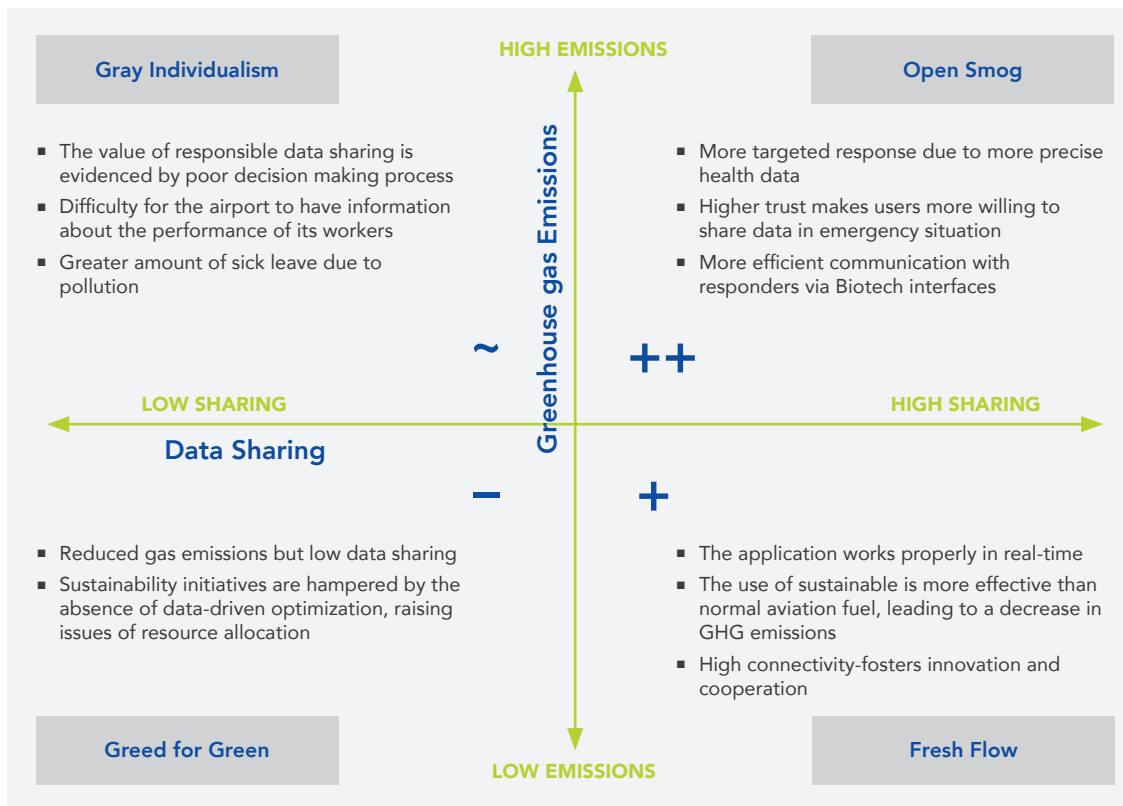 HIGH EMISSIONS
Gray Individualism
Open Smog
▪ The value of responsible data sharing is
evidenced by poor decision making process
▪ Difficulty for the airport to have information
about the performance of its workers
▪ Greater amount of sick leave due to
pollution
Greenhouse gas Emissions
▪ More targeted response due to more precise
health data
▪ Higher trust makes users more willing to
share data in emergency situation
▪ More efficient communication with
responders via Biotech interfaces
~
++
LOW SHARING
HIGH SHARING
Data Sharing
−
+
▪ Reduced gas emissions but low data sharing
▪ Sustainability initiatives are hampered by the
absence of data-driven optimization, raising
issues of resource allocation
▪ The application works properly in real-time
▪ The use of sustainable is more effective than
normal aviation fuel, leading to a decrease in
GHG emissions
▪ High connectivity-fosters innovation and
cooperation
Greed for Green
Fresh Flow
LOW EMISSIONS